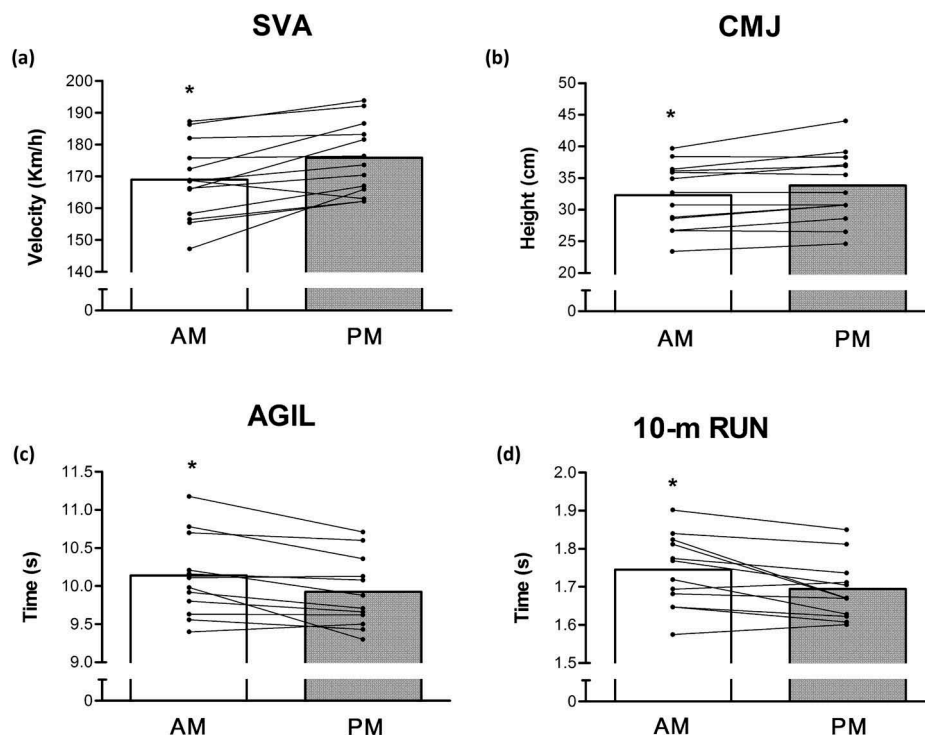 SVA
(a)
*
Velocity (Km/h)
200
190
180
170
160
150
140
0
AM
PM
CMJ
(b)
*
Height (cm)
50
45
40
35
30
25
20
0
AM
PM
AGIL
(c)
*
Time (s)
11.5
11.0
10.5
10.0
9.5
9.0
0
AM
PM
10-m RUN
(d)
*
Time (s)
2.0
1.9
1.8
1.7
1.6
1.5
0
AM
PM